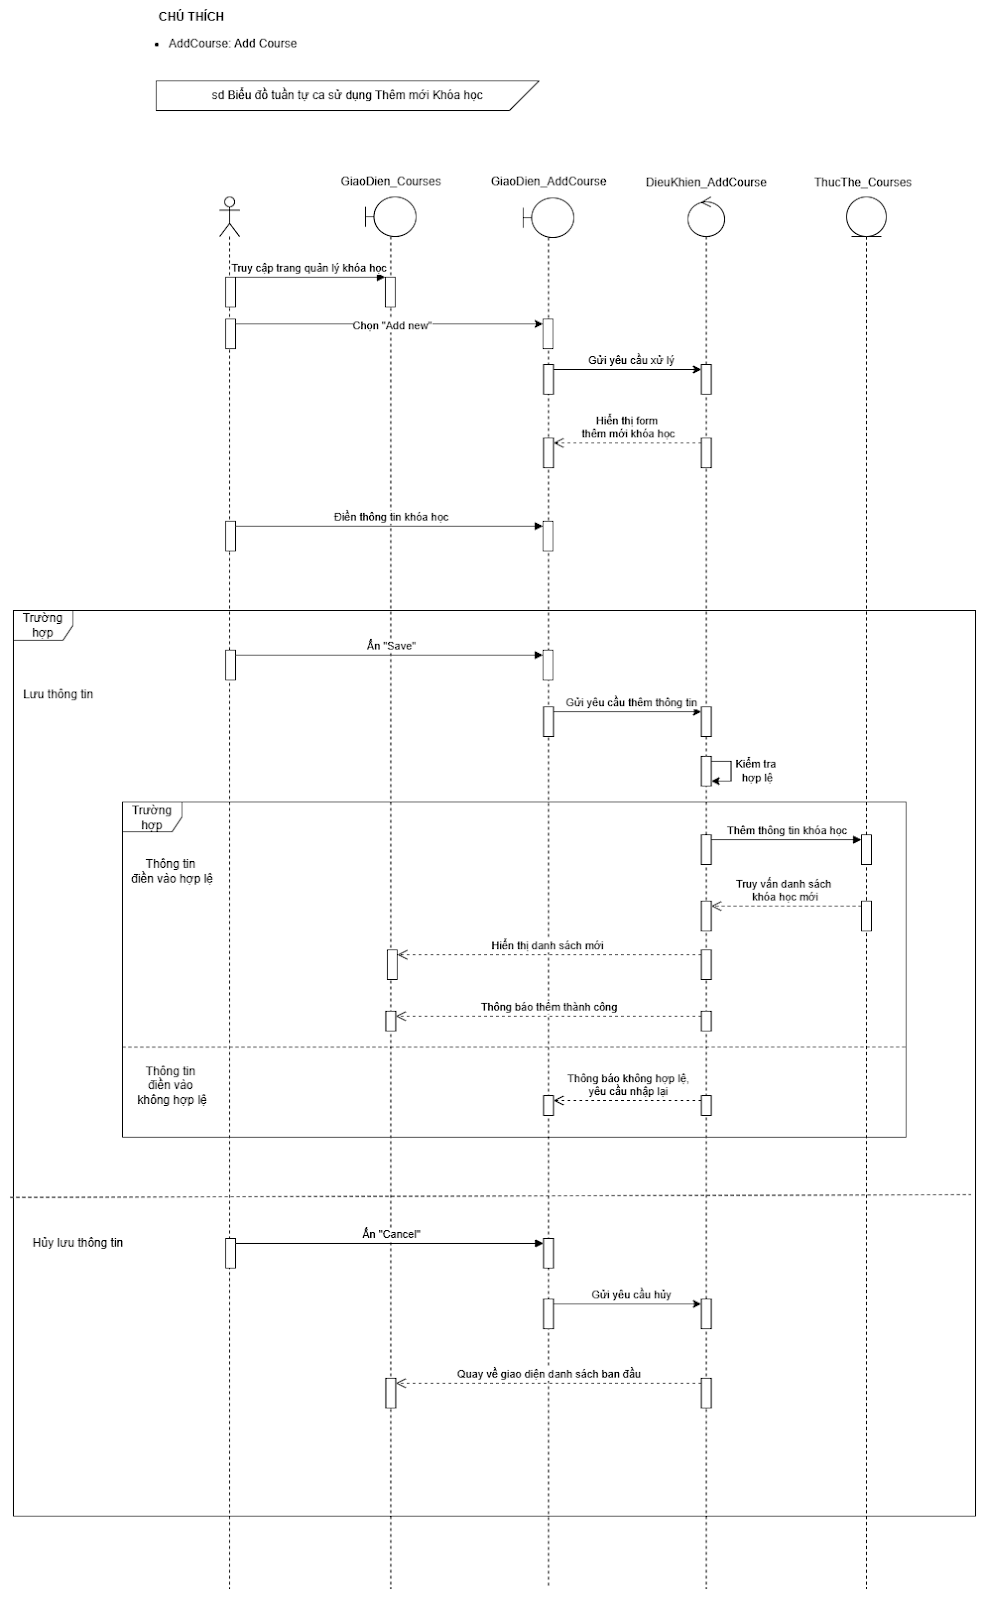 CHÚ THÍCH
AddCourse: Add Course
sd Biểu đồ tuần tự ca sử dụng Thêm mới Khóa học
GiaoDien_Courses
GiaoDien_AddCourse
DieuKhien_AddCourse
ThucThe_Courses
Truy cập trang quản lý khóa học
Chọn "Add new"
Gửi yêu cầu xử lý
Hiển thị form
thêm mới khóa học
Điền thông tin khóa học
Trường
hợp
Ấn "Save"
Lưu thông tin
Gửi yêu cầu thêm thông tin
Kiểm tra
hợp lệ
Trường
hợp
Thêm thông tin khóa học
Thông tin
điền vào hợp lệ
Truy vấn danh sách
khóa học mới
Hiển thị danh sách mới
Thông báo thêm thành công
Thông tin
điền vào
không hợp lệ
Thông báo không hợp lệ,
yêu cầu nhập lại
Ấn "Cancel"
Hủy lưu thông tin
Gửi yêu cầu hủy
Quay về giao diện danh sách ban đầu